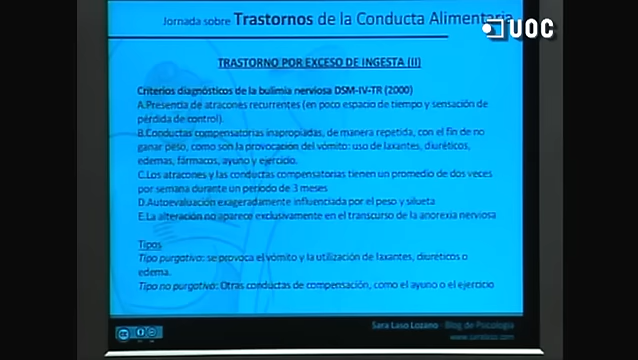 Jornada sobre Trastornos de la Conducta Alimentaria
UOC
TRASTORNO POR EXCESO DE INGESTA (II)
Criterios diagnósticos de la bulimia nerviosa DSM-IV-TR (2000)
A.Presencia de atracones recurrentes (en poco espacio de tiempo y sensación de
pérdida de control).
B.Conductas compensatorias inapropiadas, de manera repetida, con el fin de no
ganar peso, como son la provocación del vómito: uso de laxantes, diuréticos,
edemas, fármacos, ayuno y ejercicio.
C.Los atracones y las conductas compensatorias tienen un promedio de dos veces
por semana durante un período de 3 meses
D.Autoevaluación exageradamente influenciada por el peso y silueta
E.La alteración no aparece exclusivamente en el transcurso de la anorexia nerviosa
Tipos
Tipo purgativo: se provoca el vómito y la utilización de laxantes, diuréticos o
edema.
Tipo no purgativo: Otras conductas de compensación, como el ayuno o el ejercicio
Sara Laso Lozano - Blog de Psicología